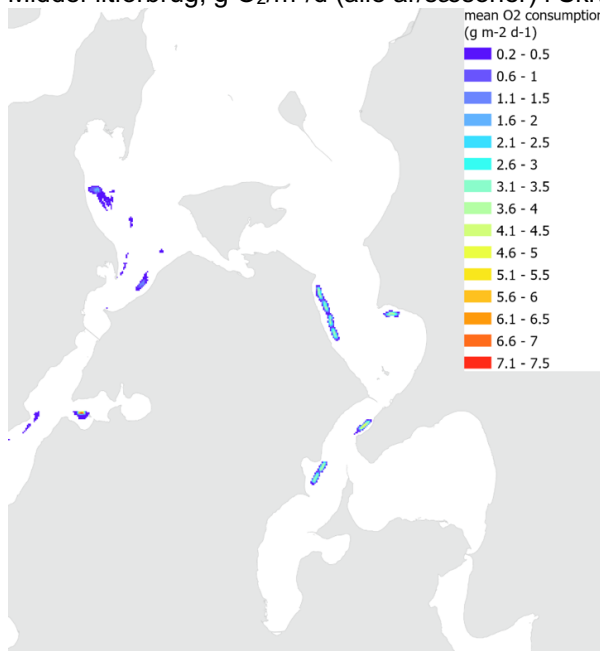 Middel iltforbrug, g O₂/m²/d (alle år/sæsoner)
mean O2 consumption
(g m-2 d-1)
0.2 - 0.5
0.6 - 1
1.1 - 1.5
1.6 - 2
2.1 - 2.5
2.6 - 3
3.1 - 3.5
3.6 - 4
4.1 - 4.5
4.6 - 5
5.1 - 5.5
5.6 - 6
6.1 - 6.5
6.6 - 7
7.1 - 7.5